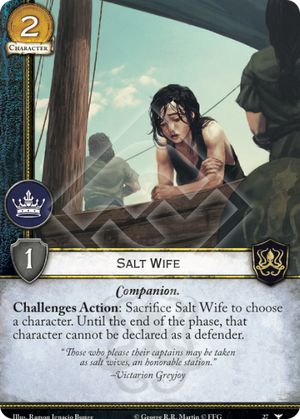 2
Character
1
Salt Wife
Companion.
Challenges Action: Sacrifice Salt Wife to choose
a character. Until the end of the phase, that
character cannot be declared as a defender.
"Those who please their captains may be taken
as salt wives, an honorable station."
–Victarion Greyjoy
Illus. Ramon Ignacio Bunge
© George R.R. Martin © FFG
27